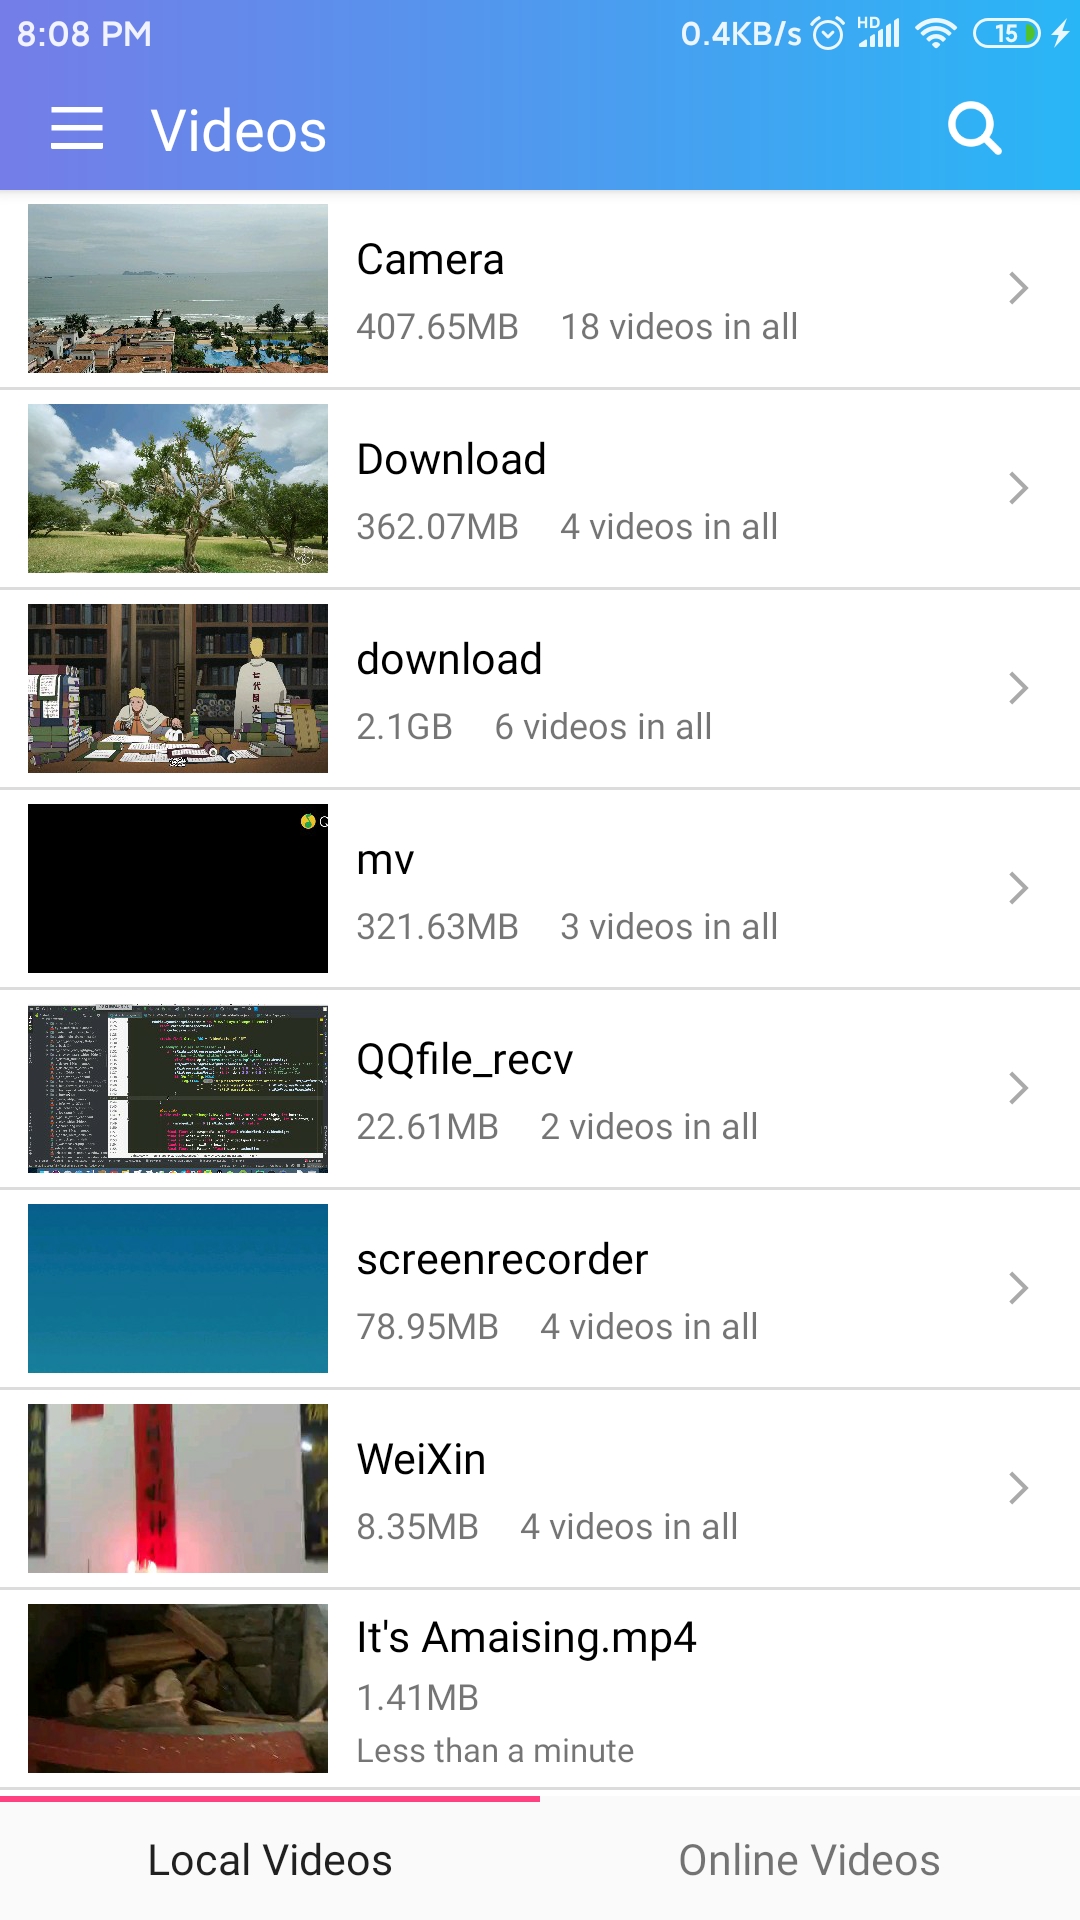 8:08 PM 0.4KB/s HD 15
Videos
Camera
407.65MB 18 videos in all
Download
362.07MB 4 videos in all
download
2.1GB 6 videos in all
mv
321.63MB 3 videos in all
QQfile_recv
22.61MB 2 videos in all
screenrecorder
78.95MB 4 videos in all
WeiXin
8.35MB 4 videos in all
It's Amaising.mp4
1.41MB
Less than a minute
Local Videos Online Videos